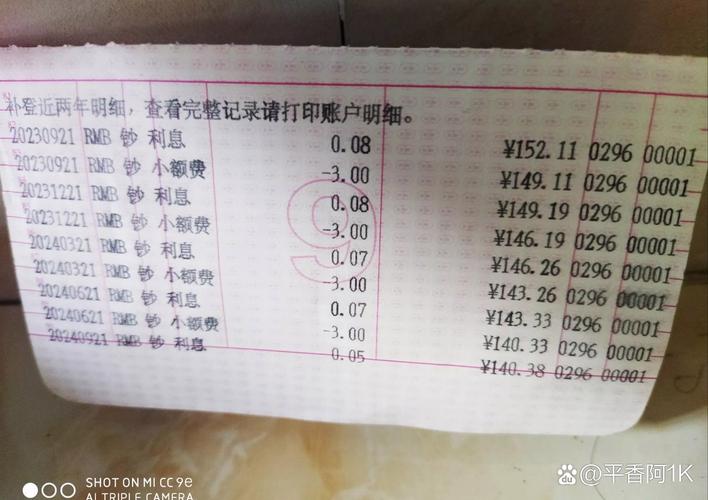 补登近两年明细，查看完整记录请打印账户明细。
20230921 RMB 钞 利息 0.08 ¥152.11 0296 00001
20230921 RMB 钞 小额费 -3.00 ¥149.11 0296 00001
20231221 RMB 钞 利息 0.08 ¥149.19 0296 00001
20231221 RMB 钞 小额费 -3.00 ¥146.19 0296 00001
20240321 RMB 钞 利息 0.07 ¥146.26 0296 00001
20240321 RMB 钞 小额费 -3.00 ¥143.26 0296 00001
20240621 RMB 钞 利息 0.07 ¥143.33 0296 00001
20240621 RMB 钞 小额费 -3.00 ¥140.33 0296 00001
20240921 RMB 钞 利息 0.05 ¥140.38 0296 00001
9
SHOT ON MI CC 9e
AI TRIPLE CAMERA
Bai du 知道 @平香阿1K